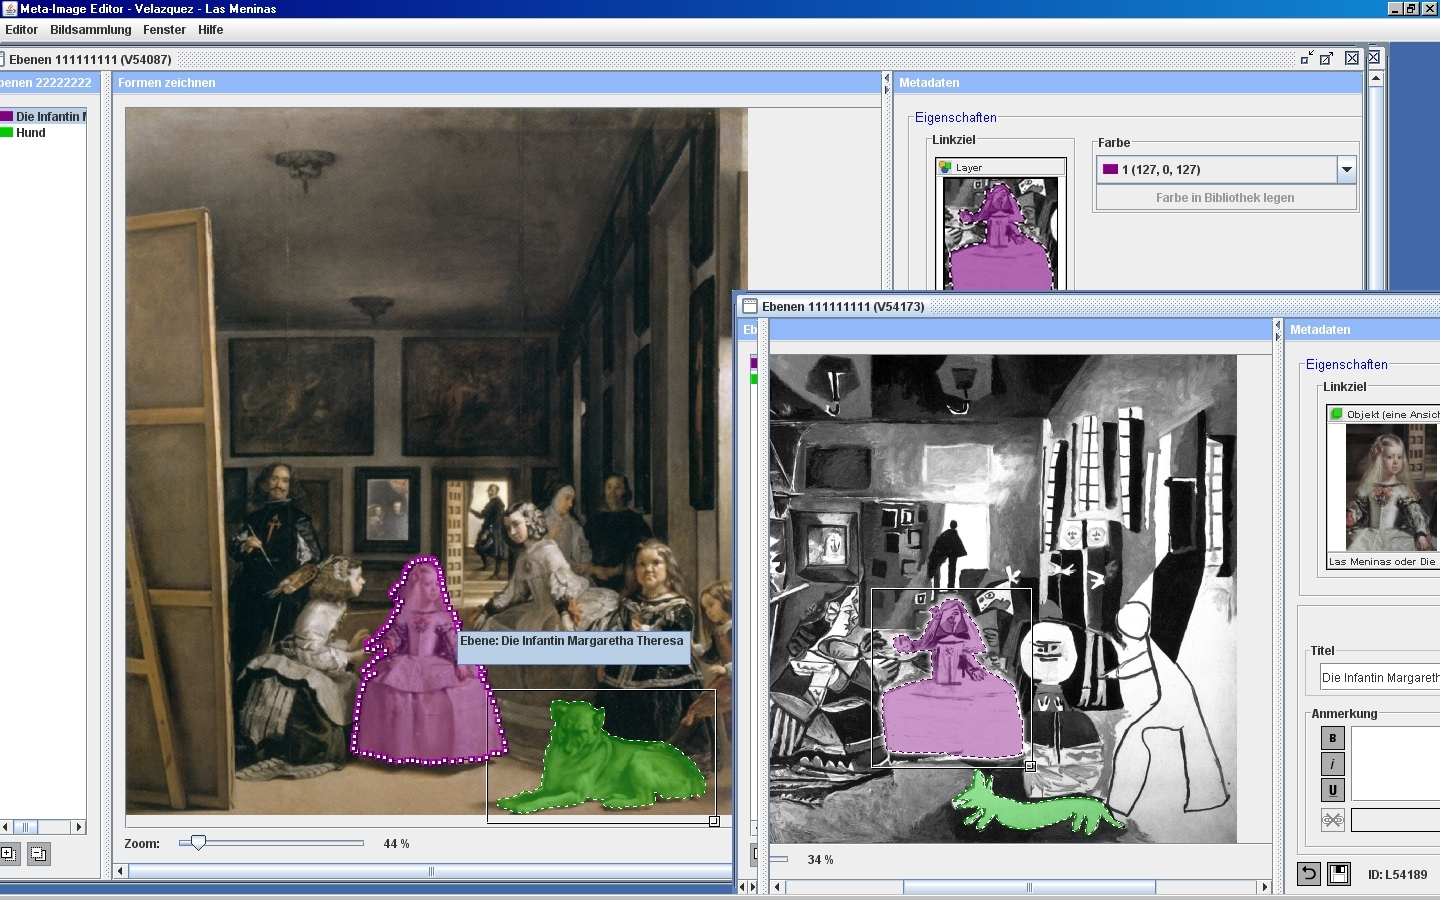 Meta-Image Editor - Velazquez - Las Meninas
Editor Bildsammlung Fenster Hilfe
Ebenen 111111111 (V54087)
benen 22222222
Formen zeichnen
Metadaten
Die Infantin
Hund
Eigenschaften
Linkziel
Layer
Farbe
1 (127, 0, 127)
Farbe in Bibliothek legen
Ebene: Die Infantin Margaretha Theresa
Zoom:
44 %
Ebenen 111111111 (V54173)
Eb
Metadaten
Eigenschaften
Linkziel
Objekt (eine Ansich
Las Meninas oder Die
Titel
Die Infantin Margareth
Anmerkung
B
i
U
34 %
ID: L54189